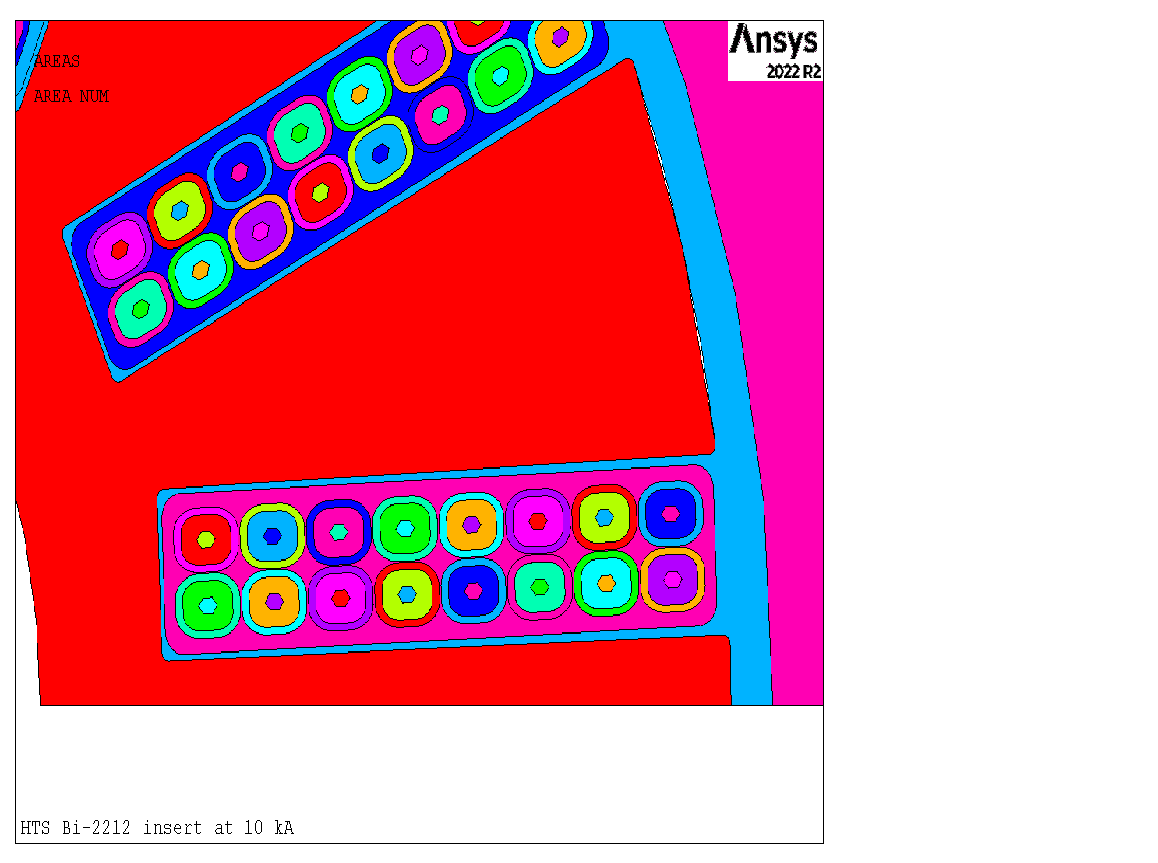 Ansys
2022 R2
AREAS
AREA NUM
HTS Bi-2212 insert at 10 kA